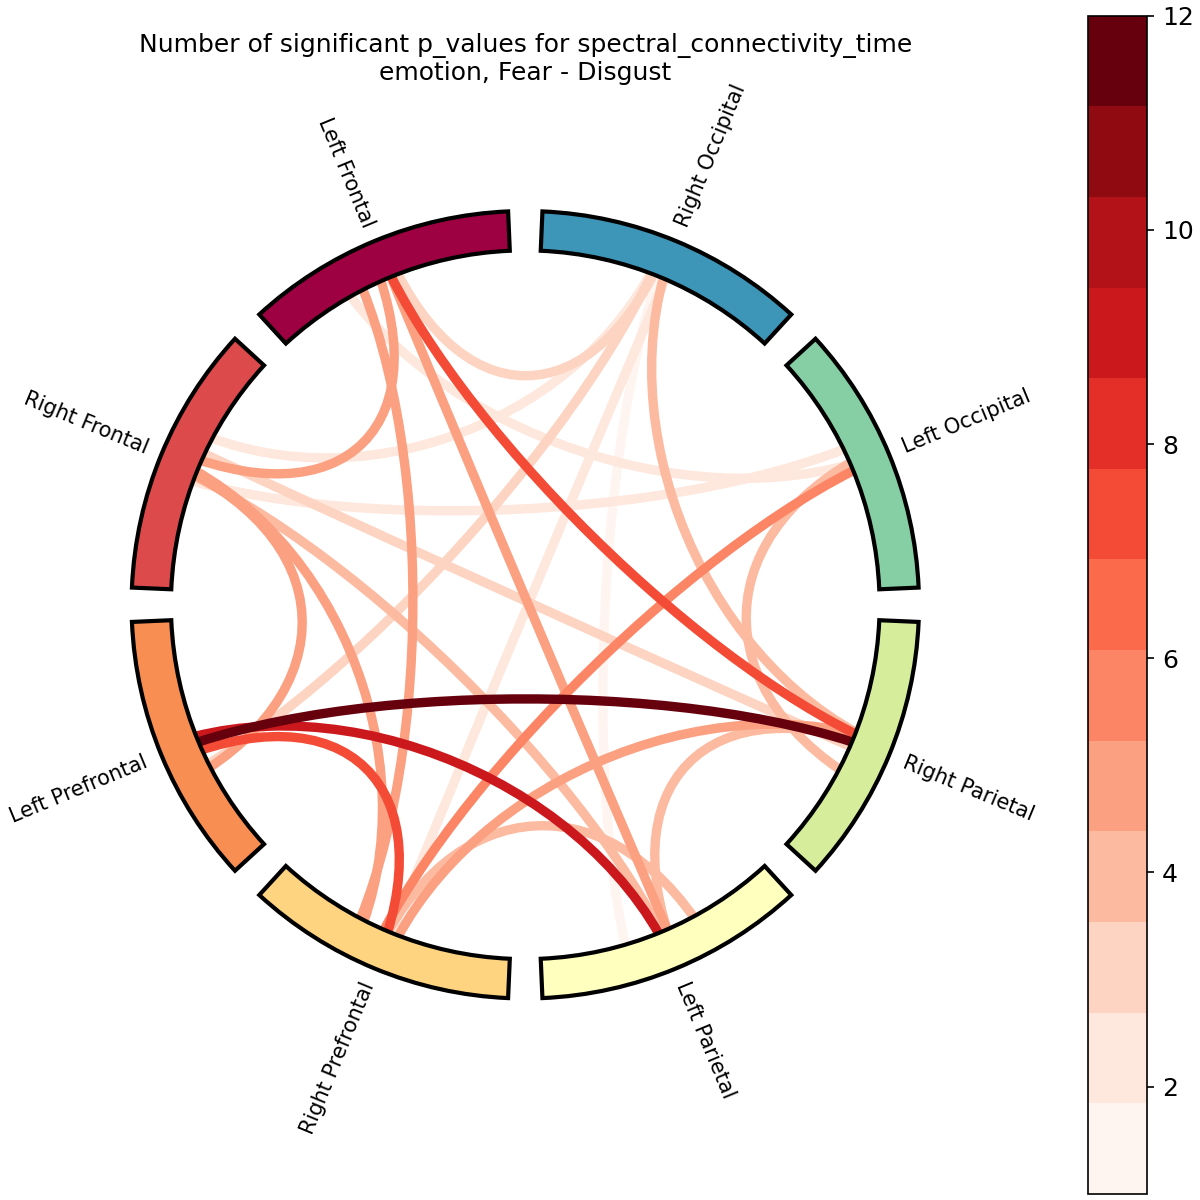 Number of significant p_values for spectral_connectivity_time
emotion, Fear - Disgust
Left Frontal
Right Occipital
Right Frontal
Left Occipital
Left Prefrontal
Right Parietal
Right Prefrontal
Left Parietal
12
10
8
6
4
2